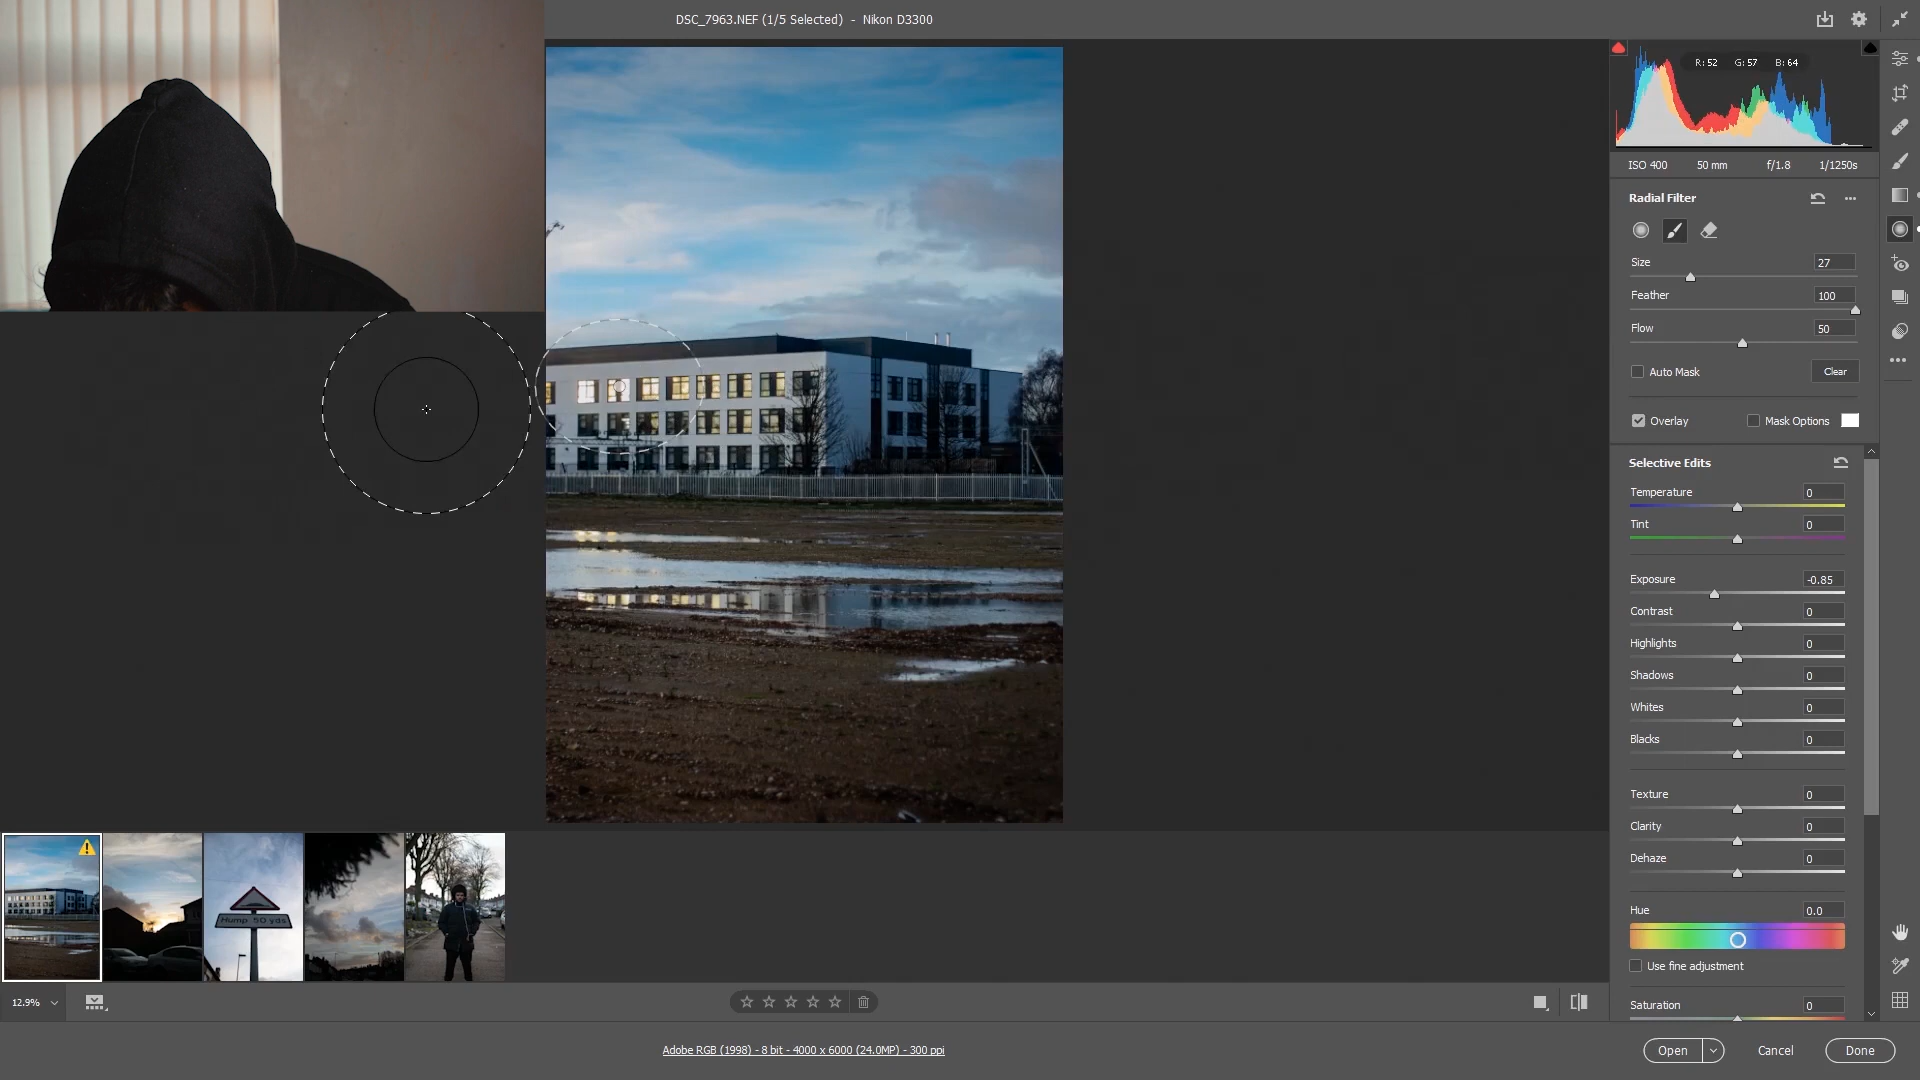 DSC_7963.NEF (1/5 Selected)  -  Nikon D3300
R: 52 G: 57 B: 64
ISO 400 50 mm f/1.8 1/1250s
Radial Filter
Size 27
Feather 100
Flow 50
Auto Mask Clear
Overlay Mask Options
Selective Edits
Temperature 0
Tint 0
Exposure -0.85
Contrast 0
Highlights 0
Shadows 0
Whites 0
Blacks 0
Texture 0
Clarity 0
Dehaze 0
Hue 0.0
Use fine adjustment
Saturation 0
Hump 50 yds
12.9%
Adobe RGB (1998) - 8 bit - 4000 x 6000 (24.0MP) - 300 ppi
Open Cancel Done